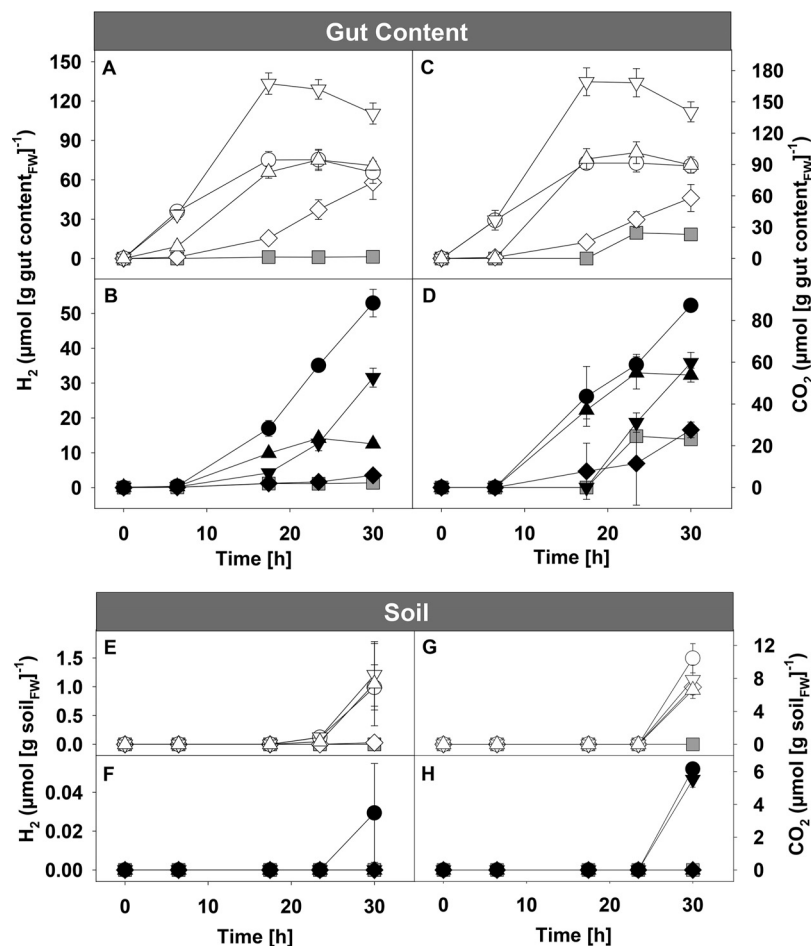 Gut Content
A
C
150
120
90
60
30
0
180
150
120
90
60
30
0
B
D
50
40
30
20
10
0
80
60
40
20
0
H2 (µmol [g gut contentFW]-1)
CO2 (µmol [g gut contentFW]-1)
0 10 20 30
0 10 20 30
Time [h]
Time [h]
Soil
E
G
1.5
1.0
0.5
0.0
12
8
4
0
F
H
0.04
0.02
0.00
6
4
2
0
H2 (µmol [g soilFW]-1)
H2 (µmol [g soilFW]-1)
CO2 (µmol [g soilFW]-1)
0 10 20 30
0 10 20 30
Time [h]
Time [h]